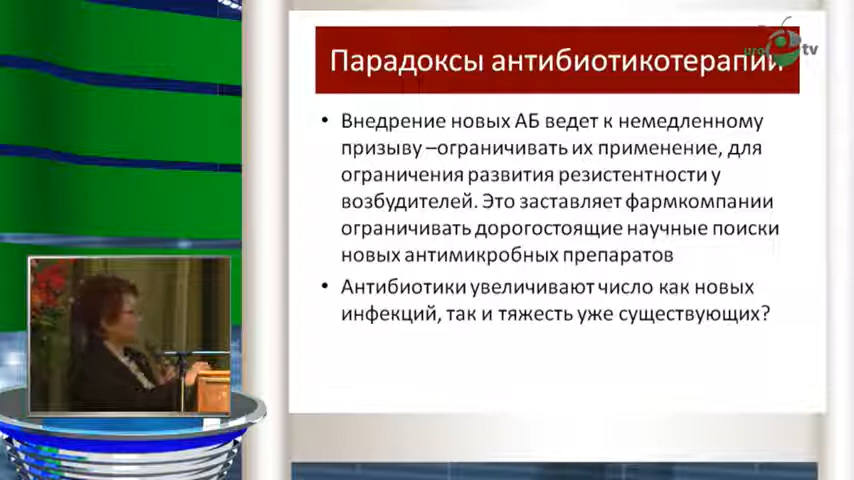 Парадоксы антибиотикотерапии
uro tv
• Внедрение новых АБ ведет к немедленному
призыву –ограничивать их применение, для
ограничения развития резистентности у
возбудителей. Это заставляет фармкомпании
ограничивать дорогостоящие научные поиски
новых антимикробных препаратов
• Антибиотики увеличивают число как новых
инфекций, так и тяжесть уже существующих?